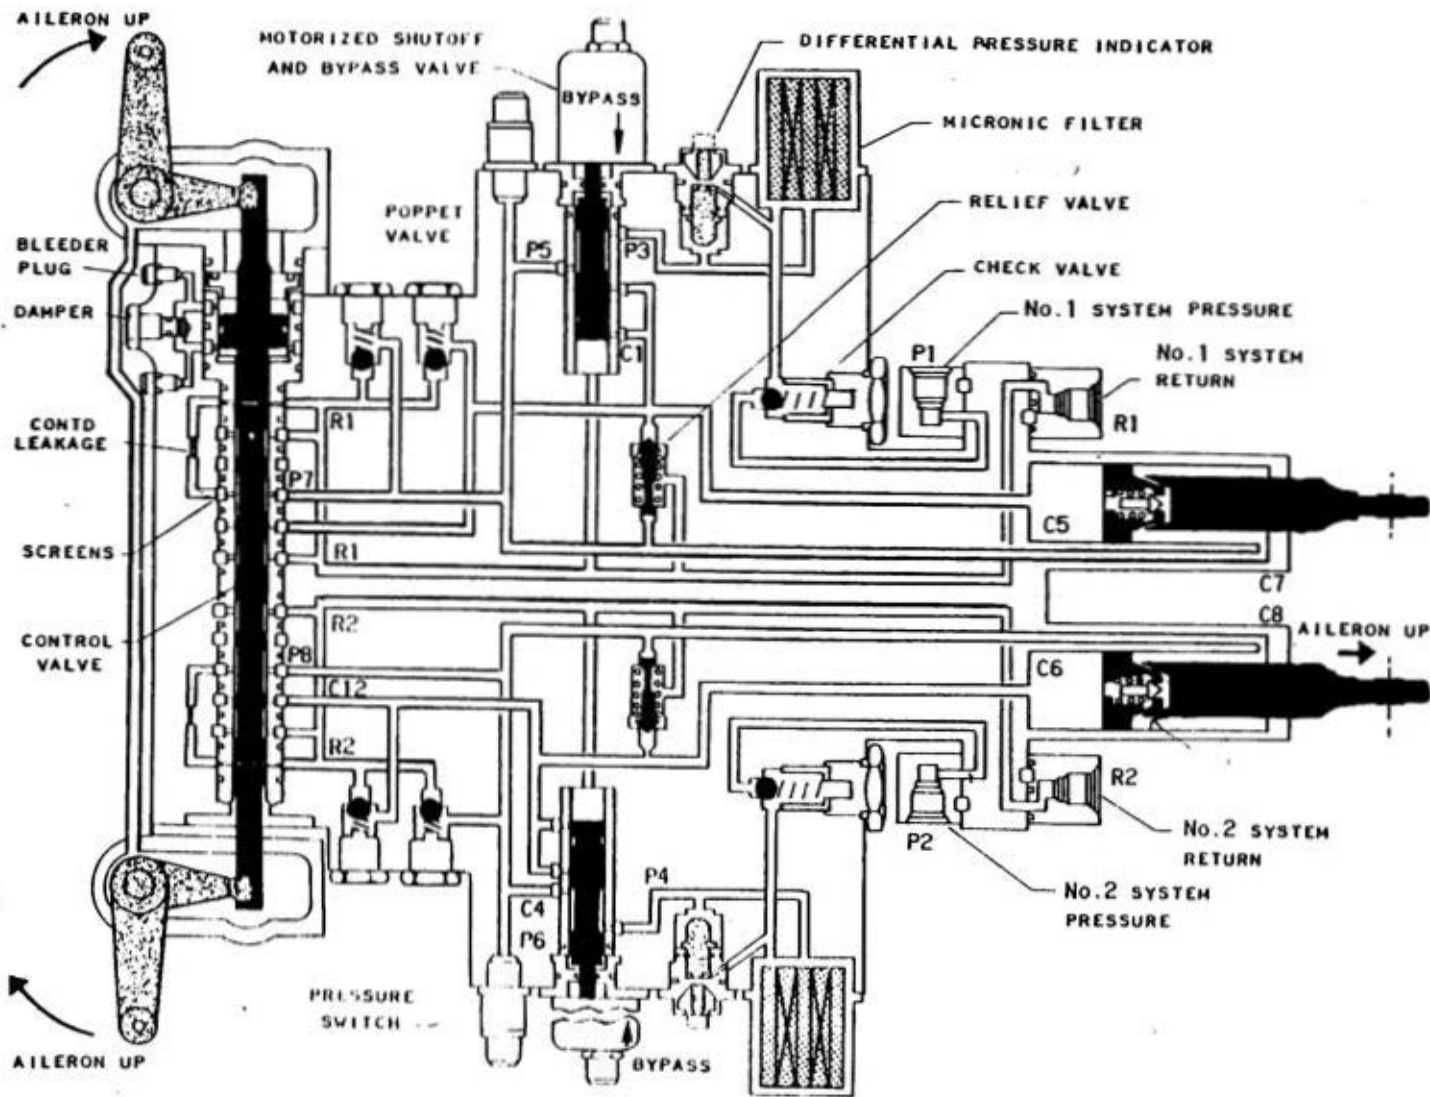 AILERON UP
MOTORIZED SHUTOFF
AND BYPASS VALVE
BYPASS
DIFFERENTIAL PRESSURE INDICATOR
MICRONIC FILTER
RELIEF VALVE
CHECK VALVE
POPPET
VALVE
P5
P3
BLEEDER
PLUG
DAMPER
No.1 SYSTEM PRESSURE
P1
C1
No.1 SYSTEM
RETURN
R1
R1
CONTD
LEAKAGE
P7
SCREENS
R1
C5
C7
C8
CONTROL
VALVE
R2
P8
C12
R2
C6
AILERON UP
R2
P2
No.2 SYSTEM
RETURN
No.2 SYSTEM
PRESSURE
C4
P4
P6
PRESSURE
SWITCH
BYPASS
AILERON UP